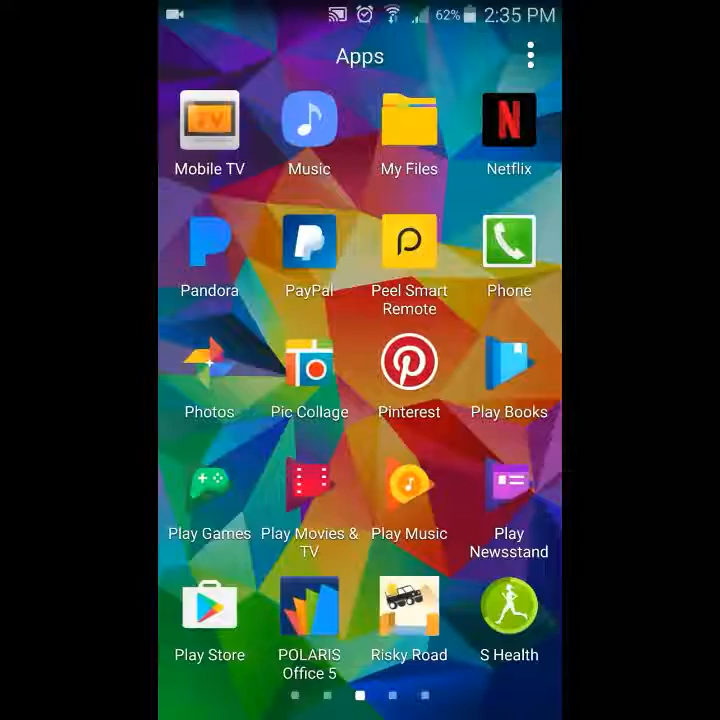 62% 2:35 PM
Apps
TV
Mobile TV Music My Files Netflix
Pandora PayPal Peel Smart Remote Phone
Photos Pic Collage Pinterest Play Books
Play Games Play Movies & TV Play Music Play Newsstand
Play Store POLARIS Office 5 Risky Road S Health